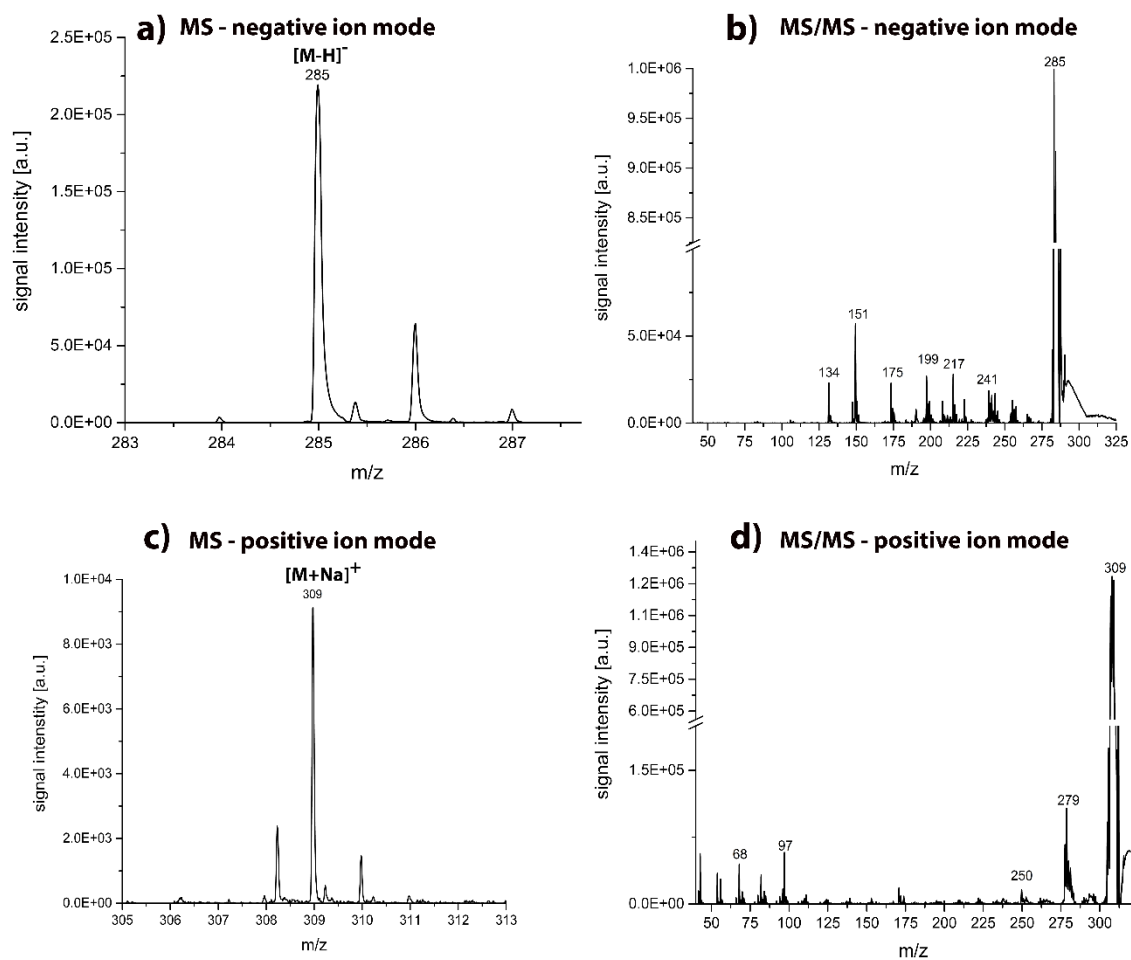 a) MS - negative ion mode
[M-H]-
285
signal intensity [a.u.]
2.5E+05
2.0E+05
1.5E+05
1.0E+05
5.0E+04
0.0E+00
283 284 285 286 287
m/z
b) MS/MS - negative ion mode
285
signal intensity [a.u.]
1.0E+06
9.5E+05
9.0E+05
8.5E+05
5.0E+04
0.0E+00
134 151 175 199 217 241
50 75 100 125 150 175 200 225 250 275 300 325
m/z
c) MS - positive ion mode
[M+Na]+
309
signal intenstity [a.u.]
1.0E+04
8.0E+03
6.0E+03
4.0E+03
2.0E+03
0.0E+00
305 306 307 308 309 310 311 312 313
m/z
d) MS/MS - positive ion mode
309
signal intensity [a.u.]
1.4E+06
1.2E+06
1.1E+06
9.0E+05
7.5E+05
6.0E+05
1.5E+05
0.0E+00
68 97 250 279
50 75 100 125 150 175 200 225 250 275 300
m/z